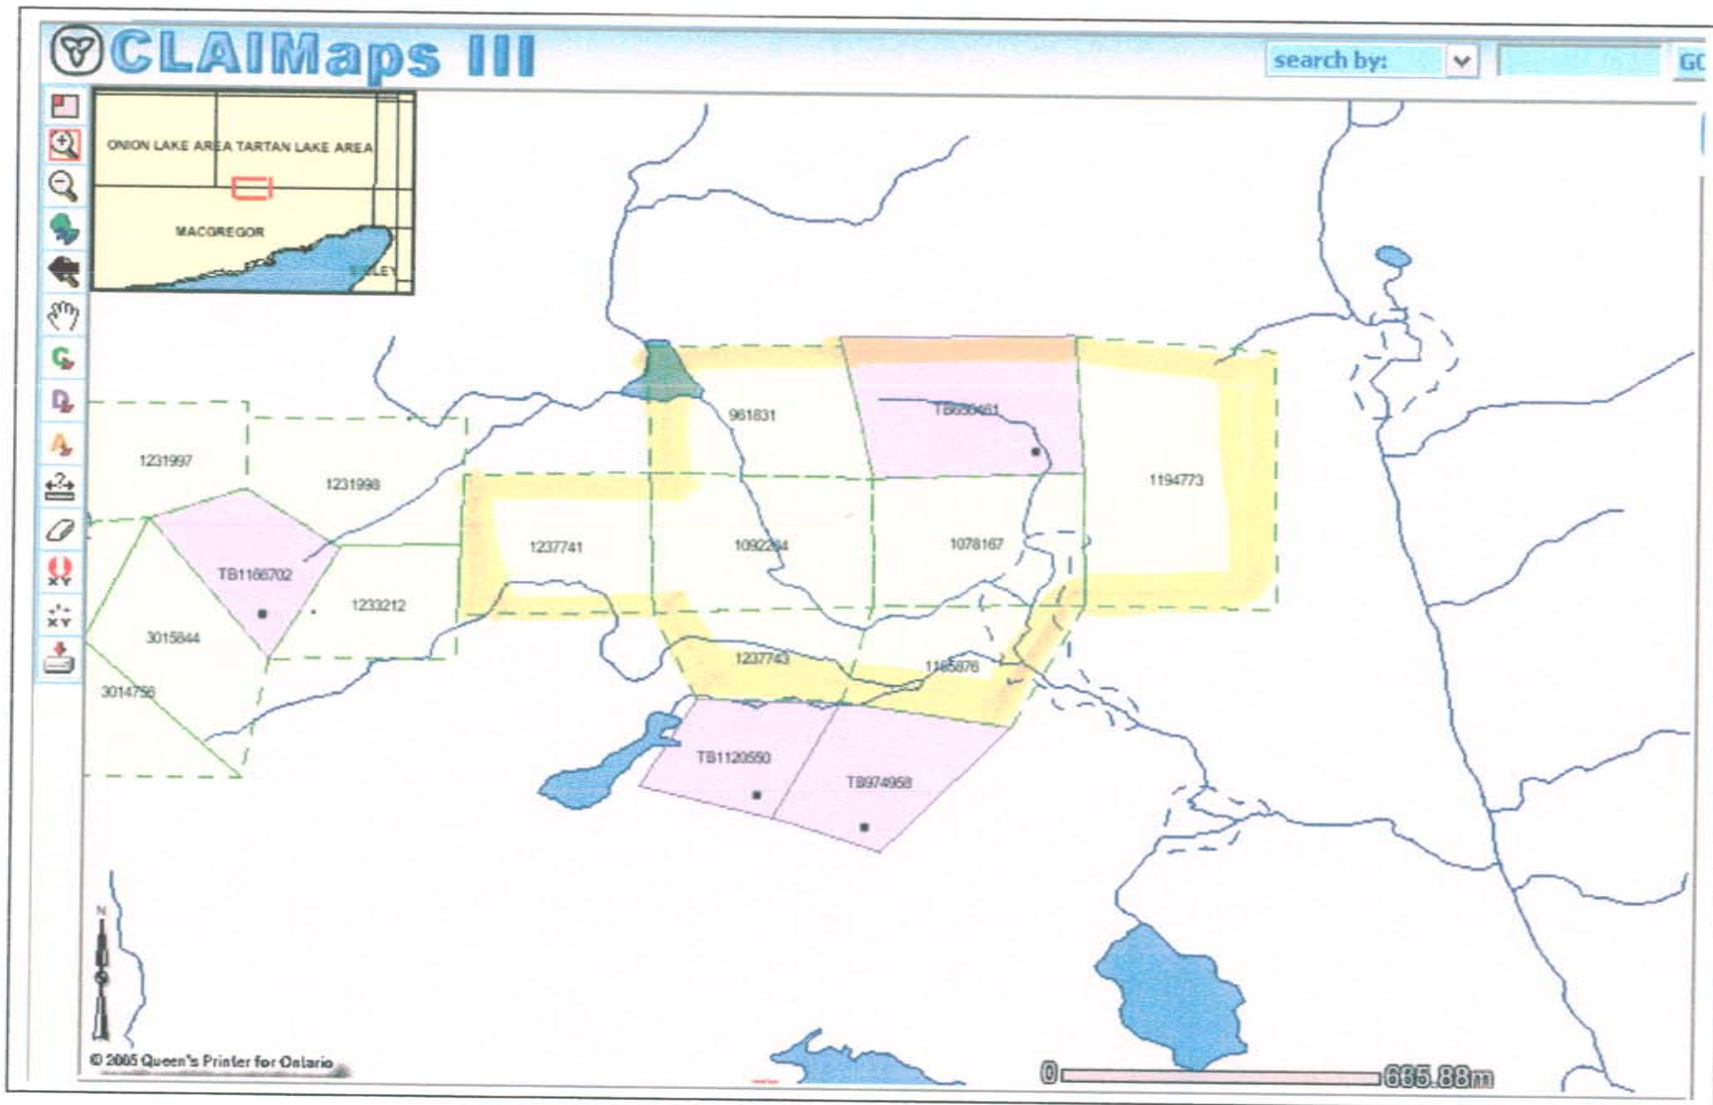 CLAIMaps III
search by:
GO
ONION LAKE AREA TARTAN LAKE AREA
MACGREGOR
961831
1231997
1231998
1194773
1237741
1078167
TB1166702
1233212
3015844
1237743
3014756
TB1120550
TB974958
N
© 2005 Queen's Printer for Ontario
0
665.88m